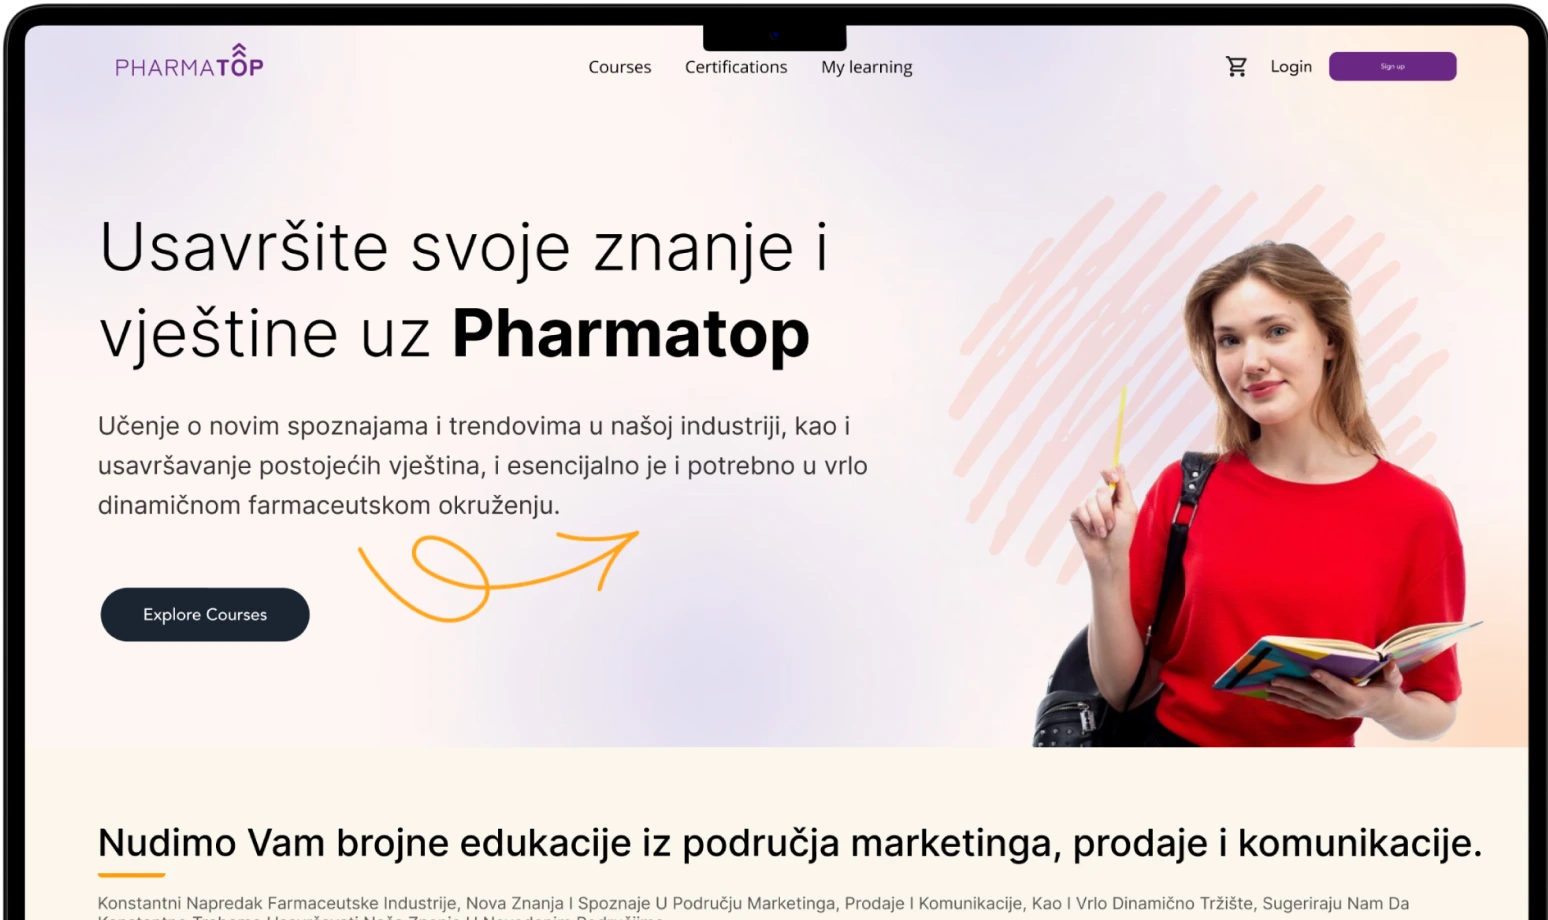 PHARMATOP
Courses
Certifications
My learning
Login
Sign up
Usavršite svoje znanje i
vještine uz Pharmatop
Učenje o novim spoznajama i trendovima u našoj industriji, kao i
usavršavanje postojećih vještina, i esencijalno je i potrebno u vrlo
dinamičnom farmaceutskom okruženju.
Explore Courses
Nudimo Vam brojne edukacije iz područja marketinga, prodaje i komunikacije.
Konstantni Napredak Farmaceutske Industrije, Nova Znanja I Spoznaje U Području Marketinga, Prodaje I Komunikacije, Kao I Vrlo Dinamično Tržište, Sugeriraju Nam Da